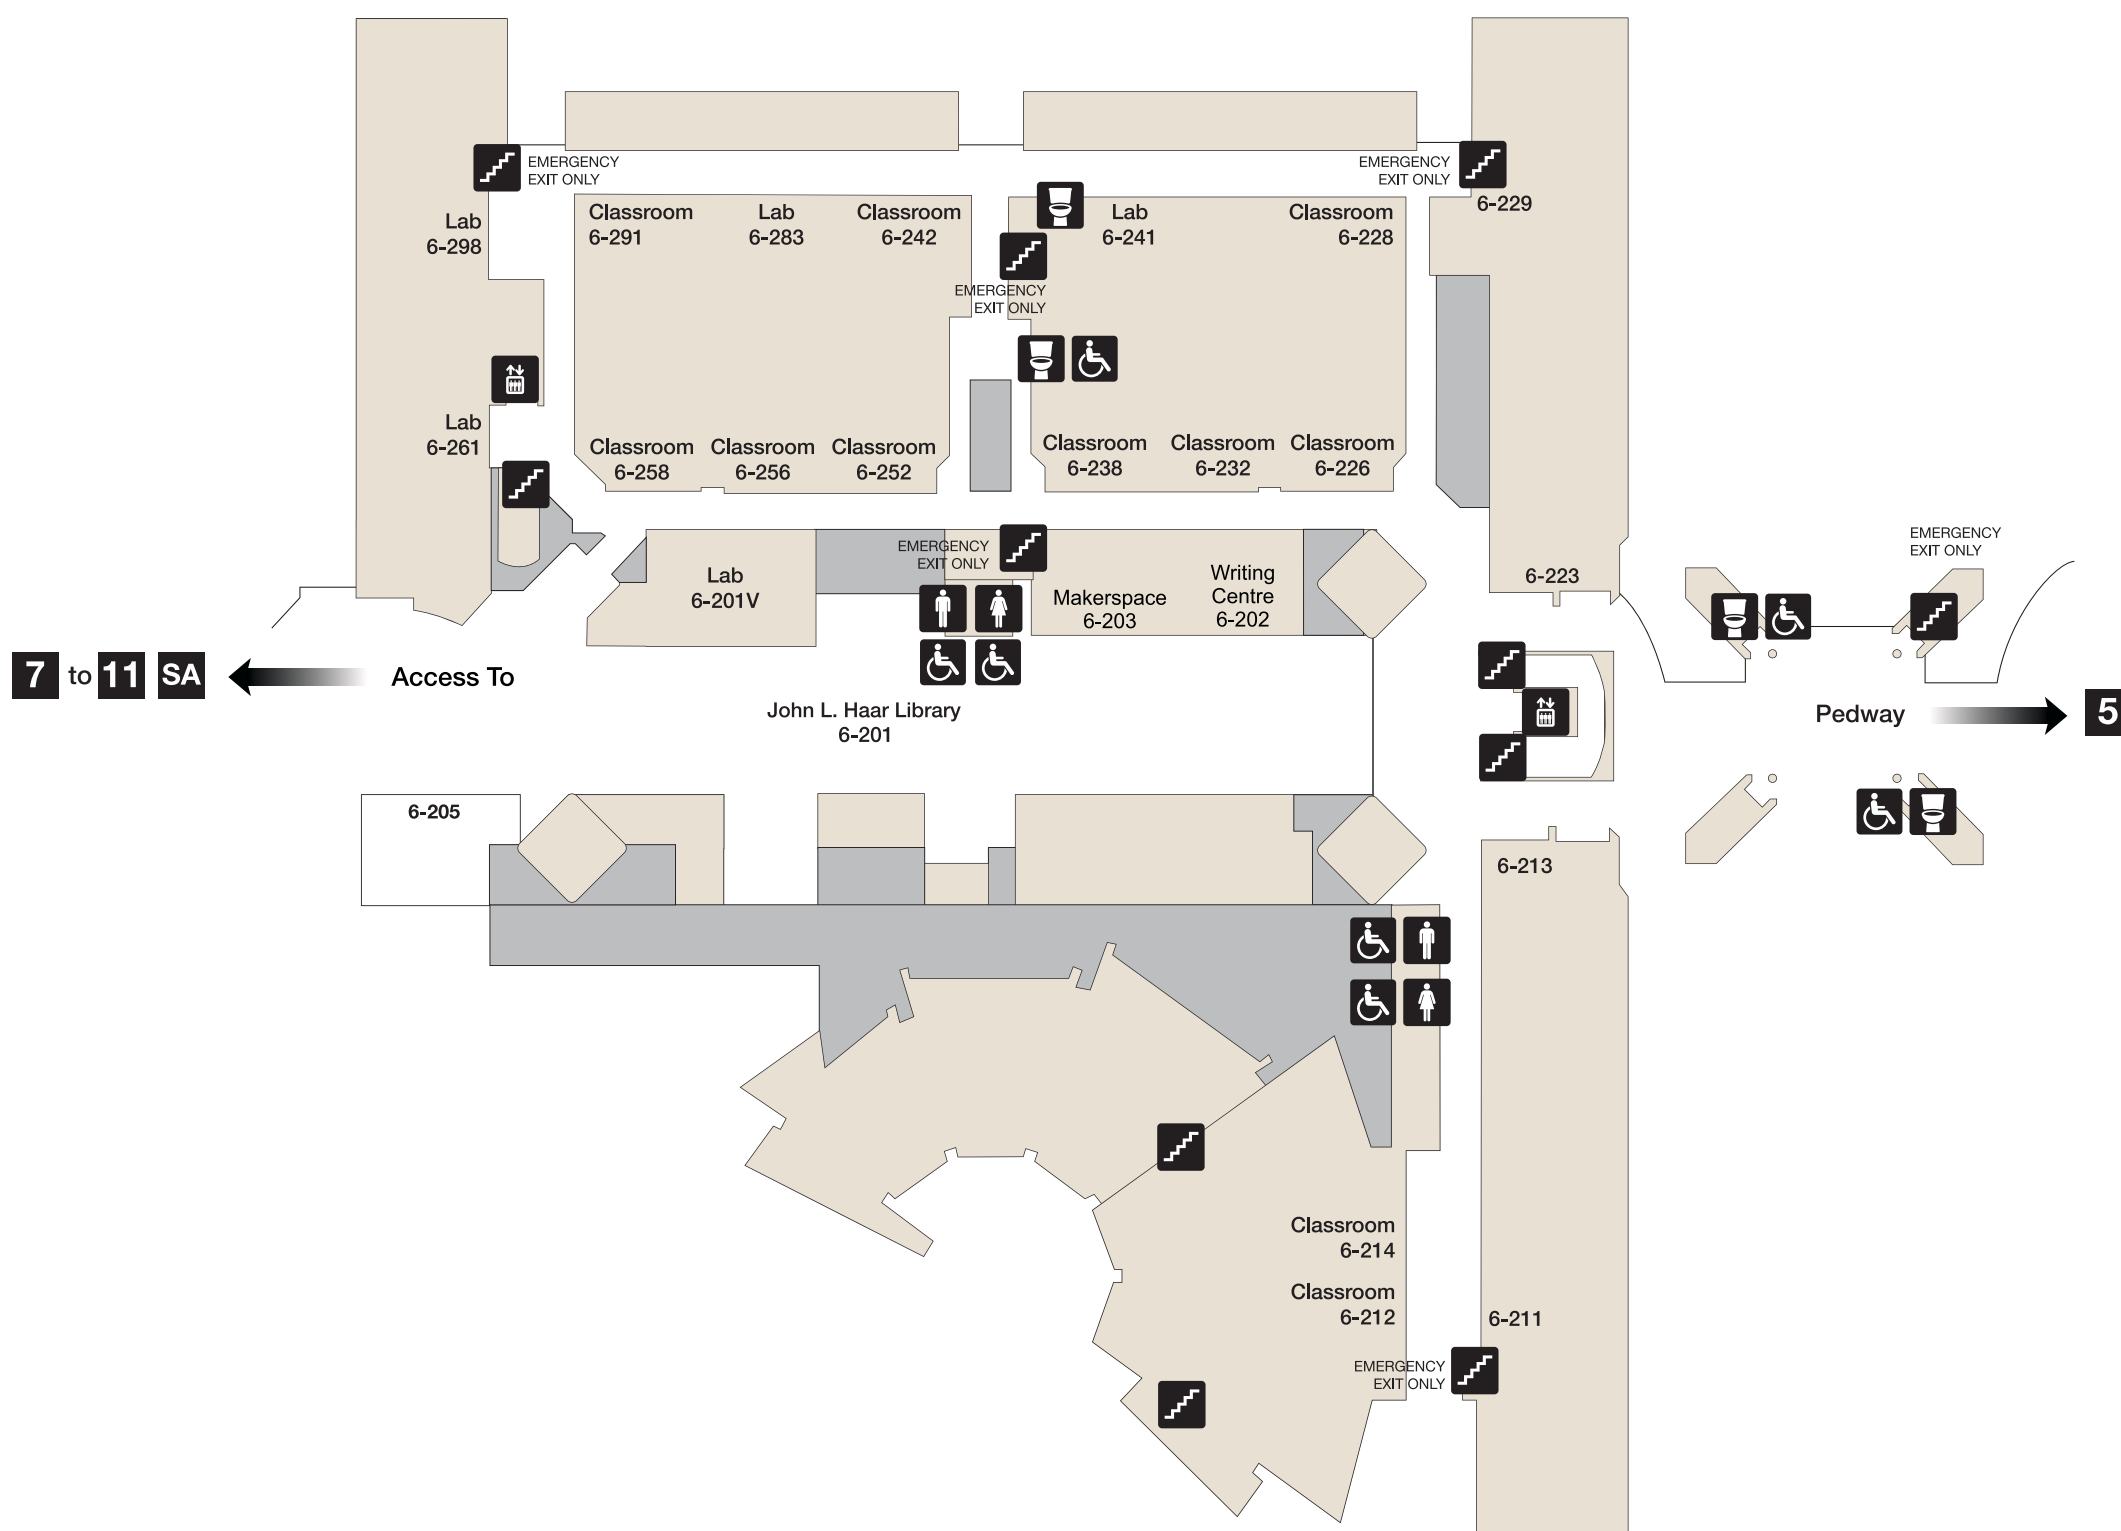 EMERGENCY
EXIT ONLY
EMERGENCY
EXIT ONLY
6-229
Lab
6-298
Classroom
6-291
Lab
6-283
Classroom
6-242
Lab
6-241
Classroom
6-228
EMERGENCY
EXIT ONLY
Lab
6-261
Classroom
6-258
Classroom
6-256
Classroom
6-252
Classroom
6-238
Classroom
6-232
Classroom
6-226
EMERGENCY
EXIT ONLY
EMERGENCY
EXIT ONLY
Lab
6-201V
Makerspace
6-203
Writing
Centre
6-202
6-223
7 to 11 SA
Access To
John L. Haar Library
6-201
Pedway
5
6-205
6-213
Classroom
6-214
Classroom
6-212
6-211
EMERGENCY
EXIT ONLY